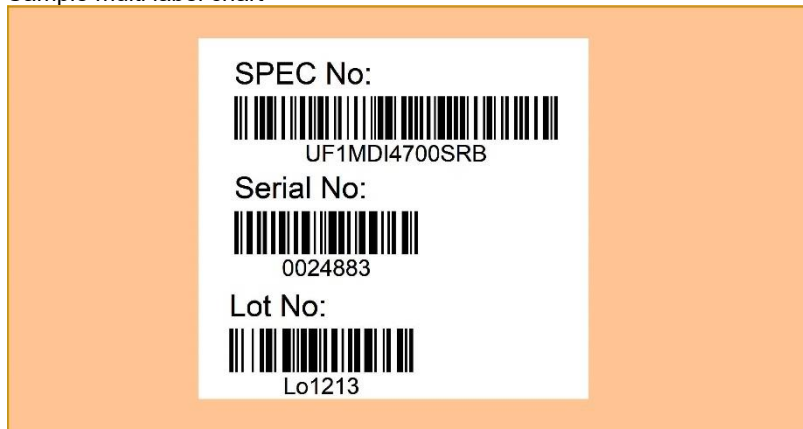 SPEC No:
UF1MDI4700SRB
Serial No:
0024883
Lot No:
Lo1213